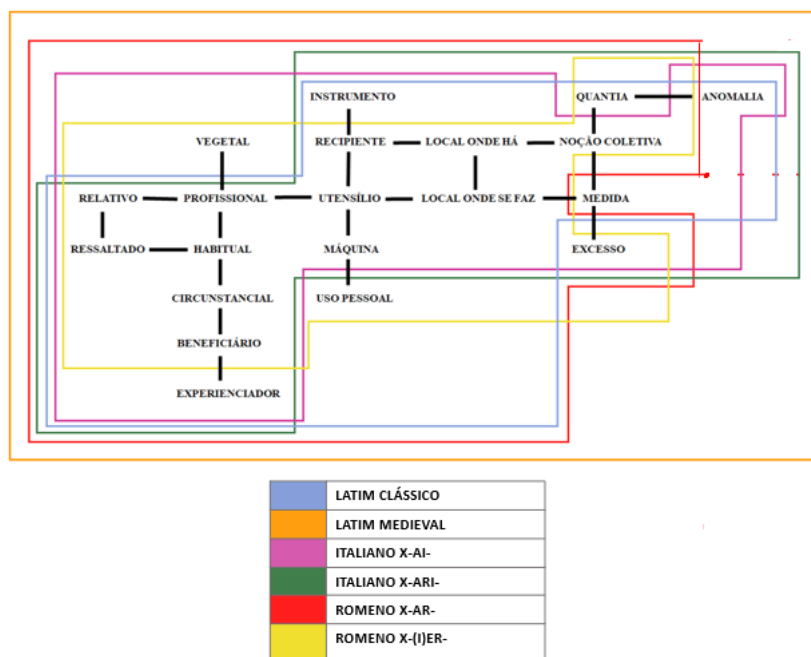 INSTRUMENTO
QUANTIA
ANOMALIA
VEGETAL
RECIPIENTE
LOCAL ONDE HÁ
NOÇÃO COLETIVA
RELATIVO
PROFISSIONAL
UTENSÍLIO
LOCAL ONDE SE FAZ
MEDIDA
RESSALTADO
HABITUAL
MÁQUINA
EXCESSO
CIRCUNSTANCIAL
USO PESSOAL
BENEFICIÁRIO
EXPERIENCIADOR
LATIM CLÁSSICO
LATIM MEDIEVAL
ITALIANO X-AI-
ITALIANO X-ARI-
ROMENO X-AR-
ROMENO X-(I)ER-